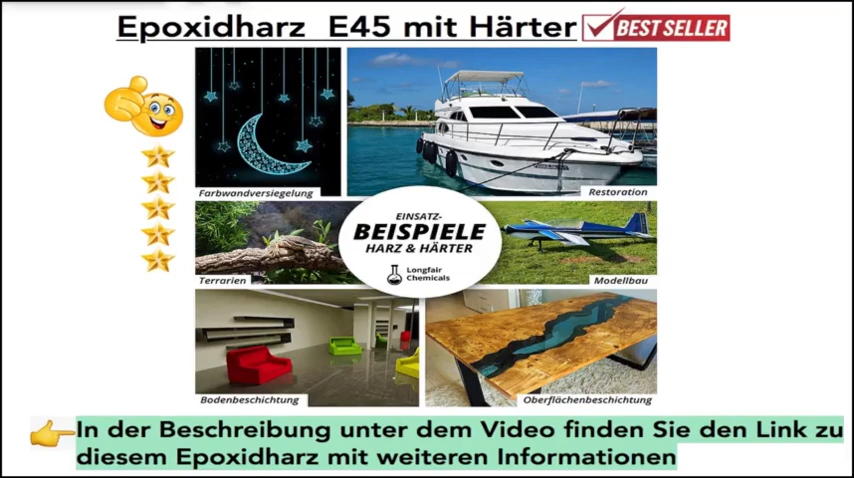 Epoxidharz E45 mit Härter
BEST SELLER
Farbwandversiegelung
Restoration
EINSATZ-
BEISPIELE
HARZ & HÄRTER
Longfair
Chemicals
Terrarien
Modellbau
Bodenbeschichtung
Oberflächenbeschichtung
In der Beschreibung unter dem Video finden Sie den Link zu
diesem Epoxidharz mit weiteren Informationen